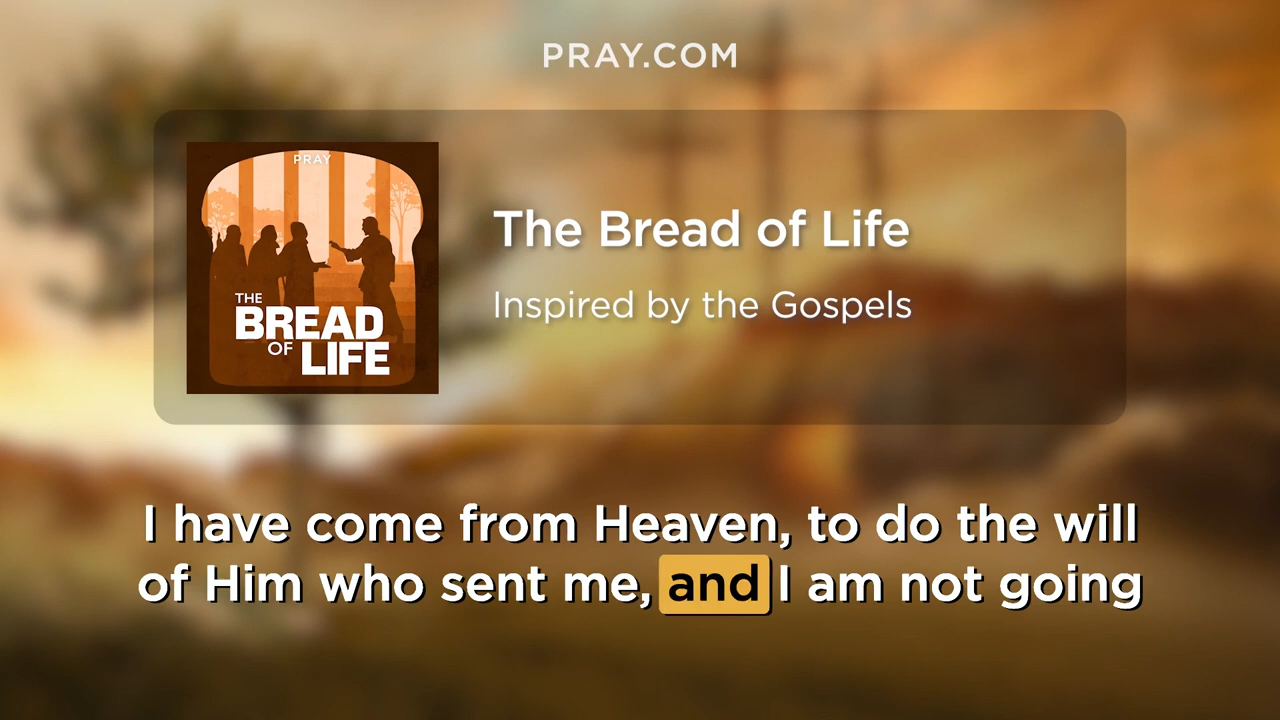 PRAY.COM
PRAY
THE
BREAD
OF LIFE
The Bread of Life
Inspired by the Gospels
I have come from Heaven, to do the will
of Him who sent me, and I am not going